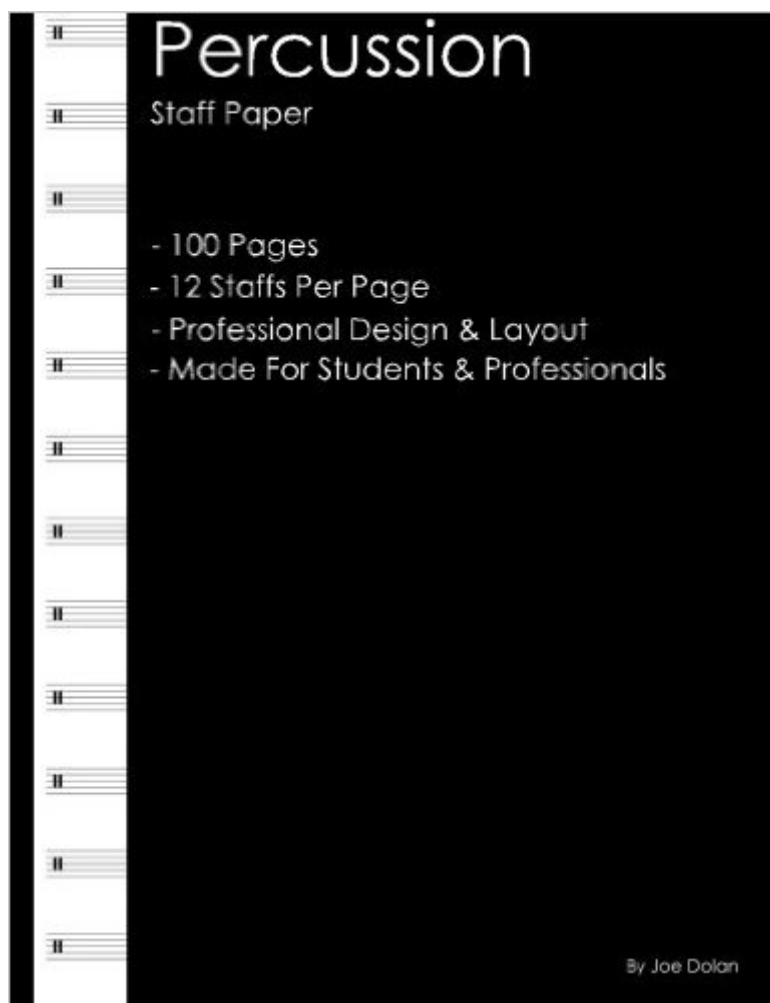 Percussion
Staff Paper
- 100 Pages
- 12 Staffs Per Page
- Professional Design & Layout
- Made For Students & Professionals
By Joe Dolan